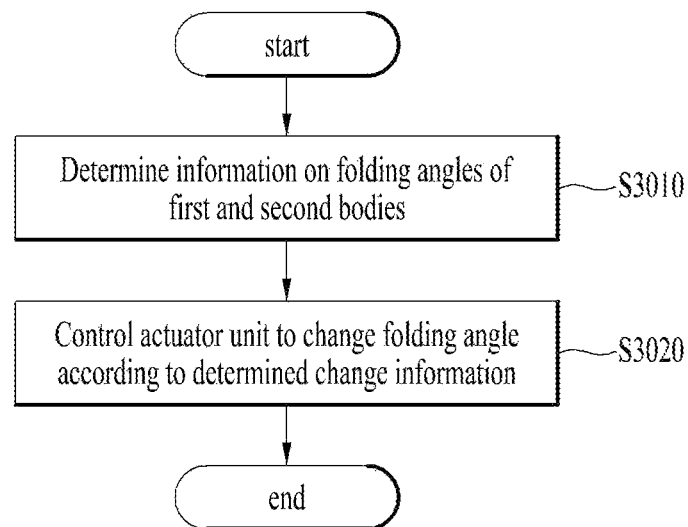 start
Determine information on folding angles of
first and second bodies
S3010
Control actuator unit to change folding angle
according to determined change information
S3020
end